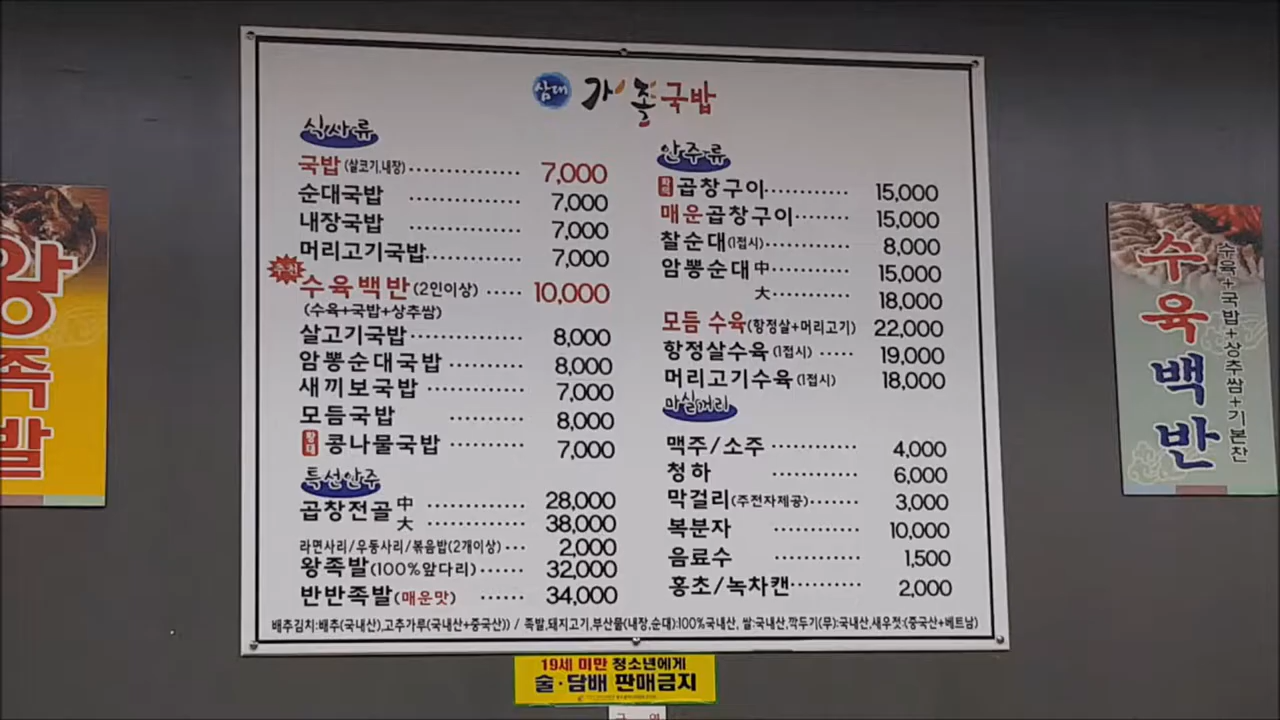 삼대 가족국밥
식사류
국밥(살코기,내장) 7,000
순대국밥 7,000
내장국밥 7,000
머리고기국밥 7,000
추천 수육백반(2인이상) 10,000
(수육+국밥+상추쌈)
살고기국밥 8,000
암뽕순대국밥 8,000
새끼보국밥 7,000
모듬국밥 8,000
황태 콩나물국밥 7,000
특선안주
곱창전골 中 28,000
大 38,000
라면사리/우동사리/볶음밥(2개이상) 2,000
왕족발(100%앞다리) 32,000
반반족발(매운맛) 34,000
안주류
곱창구이 15,000
매운곱창구이 15,000
찰순대(1접시) 8,000
암뽕순대 中 15,000
大 18,000
모듬 수육(항정살+머리고기) 22,000
항정살수육(1접시) 19,000
머리고기수육(1접시) 18,000
마실꺼리
맥주/소주 4,000
청하 6,000
막걸리(주전자제공) 3,000
복분자 10,000
음료수 1,500
홍초/녹차캔 2,000
배추김치:배추(국내산),고추가루(국내산+중국산)) / 족발,돼지고기,부산물(내장,순대):100%국내산, 쌀:국내산,깍두기(무):국내산,새우젓:(중국산+베트남)
왕족발
수육백반
수육+국밥+상추쌈+기본찬
19세 미만 청소년에게
술·담배 판매금지